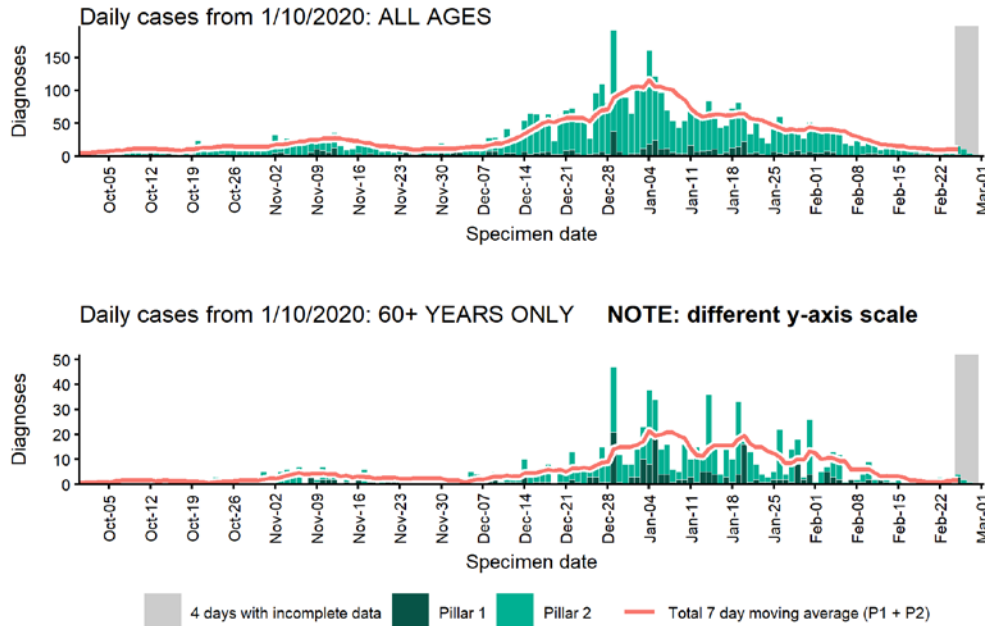 Daily cases from 1/10/2020: ALL AGES
Diagnoses
150
100
50
0
Oct-05
Oct-12
Oct-19
Oct-26
Nov-02
Nov-09
Nov-16
Nov-23
Nov-30
Dec-07
Dec-14
Dec-21
Dec-28
Jan-04
Jan-11
Jan-18
Jan-25
Feb-01
Feb-08
Feb-15
Feb-22
Mar-01
Specimen date
Daily cases from 1/10/2020: 60+ YEARS ONLY NOTE: different y-axis scale
Diagnoses
50
40
30
20
10
0
Oct-05
Oct-12
Oct-19
Oct-26
Nov-02
Nov-09
Nov-16
Nov-23
Nov-30
Dec-07
Dec-14
Dec-21
Dec-28
Jan-04
Jan-11
Jan-18
Jan-25
Feb-01
Feb-08
Feb-15
Feb-22
Mar-01
Specimen date
4 days with incomplete data Pillar 1 Pillar 2 Total 7 day moving average (P1 + P2)